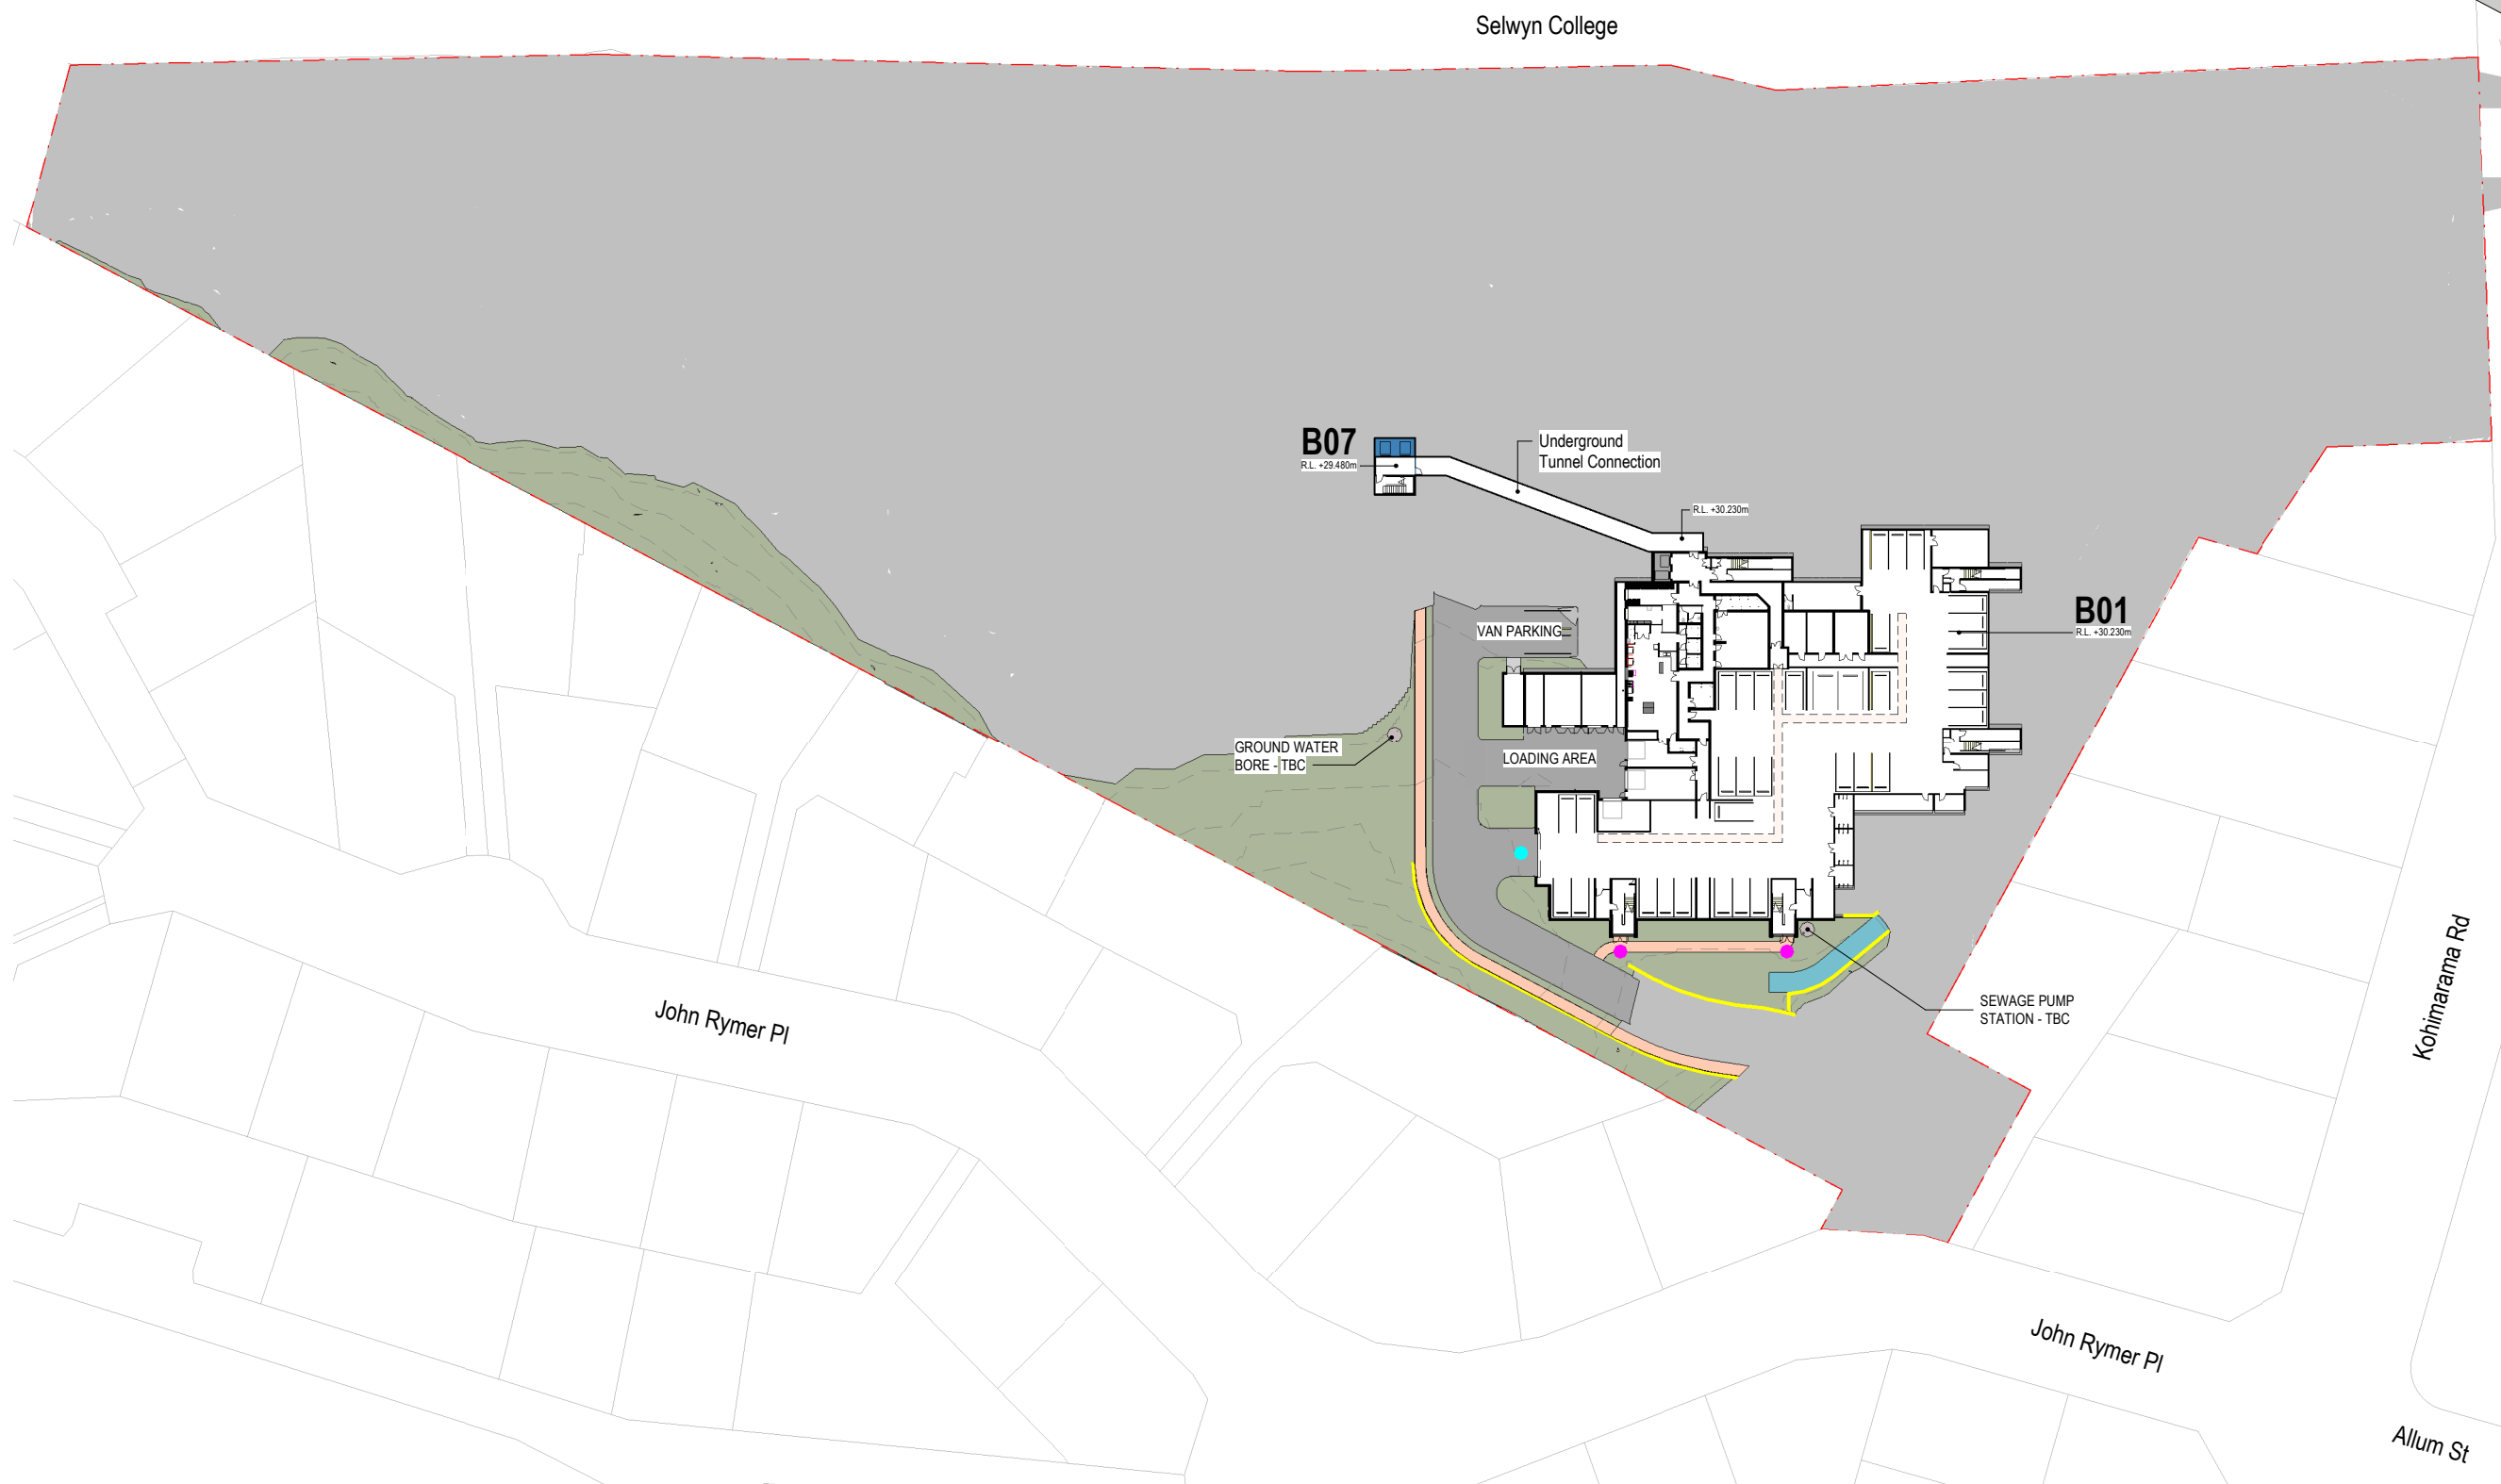 Selwyn College
B07
R.L. +29.480m
Underground
Tunnel Connection
R.L. +30.230m
B01
R.L. +30.230m
VAN PARKING
GROUND WATER
BORE - TBC
LOADING AREA
SEWAGE PUMP
STATION - TBC
John Rymer Pl
Kohimarama Rd
John Rymer Pl
Allum St